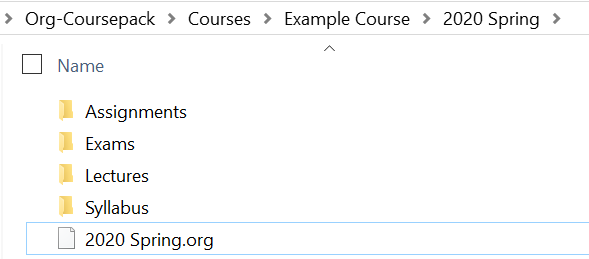 Org-Coursepack > Courses > Example Course > 2020 Spring >
Name
Assignments
Exams
Lectures
Syllabus
2020 Spring.org